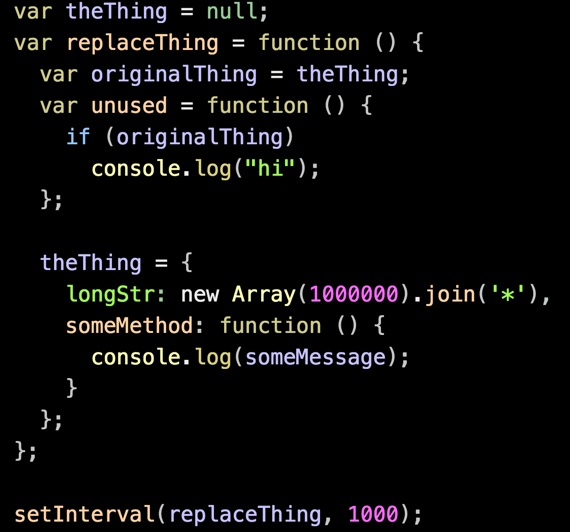 var theThing = null;
var replaceThing = function () {
  var originalThing = theThing;
  var unused = function () {
    if (originalThing)
      console.log("hi");
  };

  theThing = {
    longStr: new Array(1000000).join('*'),
    someMethod: function () {
      console.log(someMessage);
    }
  };
};

setInterval(replaceThing, 1000);